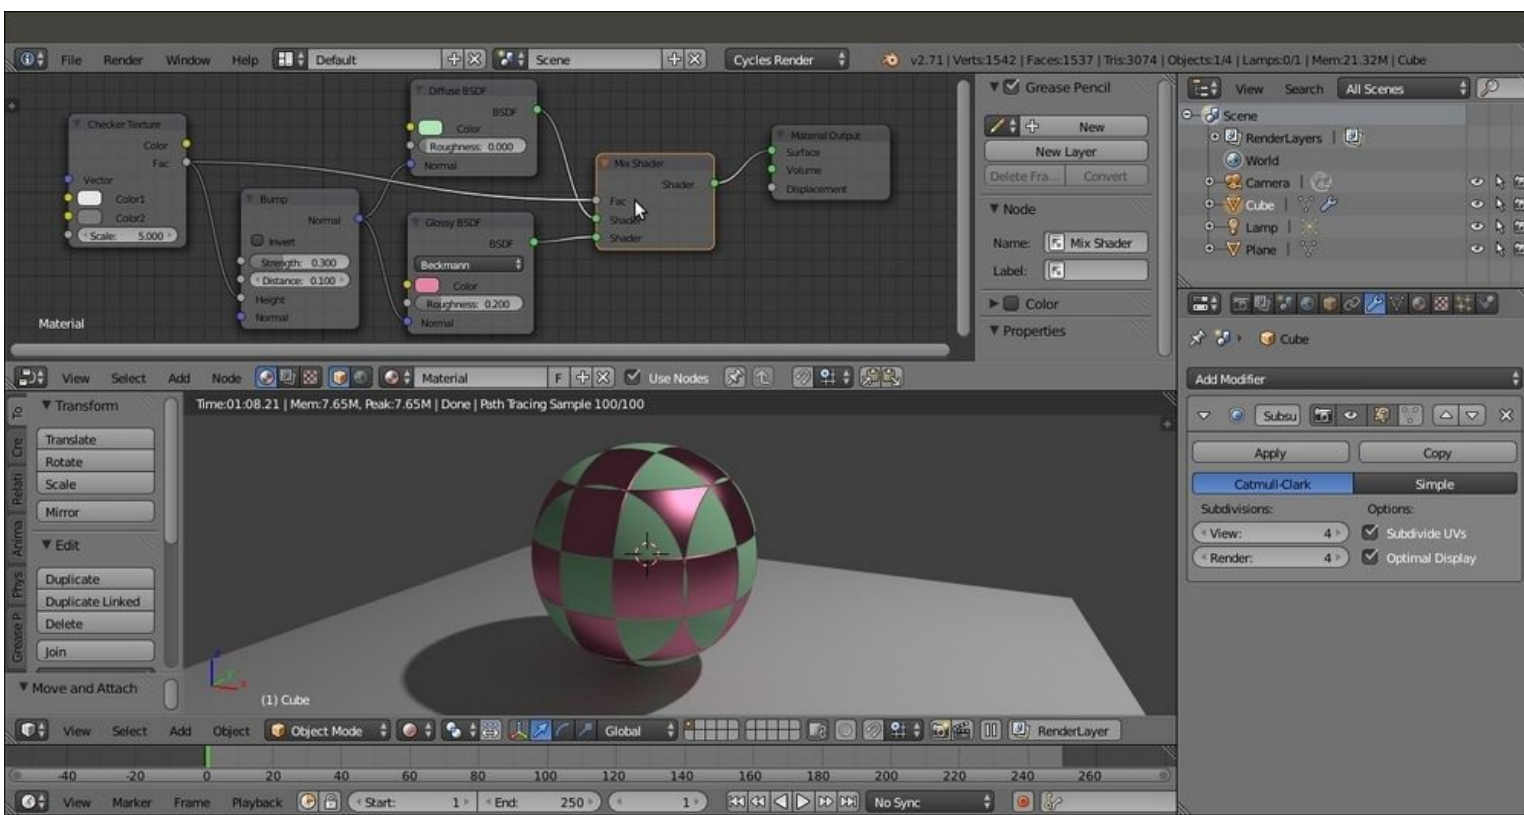 File Render Window Help Default Scene Cycles Render v2.71 | Verts:1542 | Faces:1537 | Tris:3074 | Objects:1/4 | Lamps:0/1 | Mem:21.32M | Cube
Checker Texture
Color
Fac
Vector
Color1
Color2
Scale: 5.000
Bump
Normal
Invert
Strength: 0.300
Distance: 0.100
Height
Normal
Diffuse BSDF
BSDF
Color
Roughness: 0.000
Normal
Glossy BSDF
BSDF
Beckmann
Color
Roughness: 0.200
Normal
Mix Shader
Shader
Fac
Shader
Shader
Material Output
Surface
Volume
Displacement
Material
Grease Pencil
New
New Layer
Delete Fra... Convert
Node
Name: Mix Shader
Label:
Color
Properties
View Search All Scenes
Scene
RenderLayers |
World
Camera |
Cube |
Lamp |
Plane |
Cube
Add Modifier
Subsu
Apply Copy
Catmull-Clark Simple
Subdivisions: Options:
View: 4 Subdivide UVs
Render: 4 Optimal Display
View Select Add Node Material F Use Nodes
To
Cre
Relati
Anima
Phys
Grease P
Transform
Translate
Rotate
Scale
Mirror
Edit
Duplicate
Duplicate Linked
Delete
Join
Move and Attach
Time:01:08.21 | Mem:7.65M, Peak:7.65M | Done | Path Tracing Sample 100/100
(1) Cube
View Select Add Object Object Mode Global RenderLayer
-40 -20 0 20 40 60 80 100 120 140 160 180 200 220 240 260
View Marker Frame Playback Start: 1 End: 250 1 No Sync